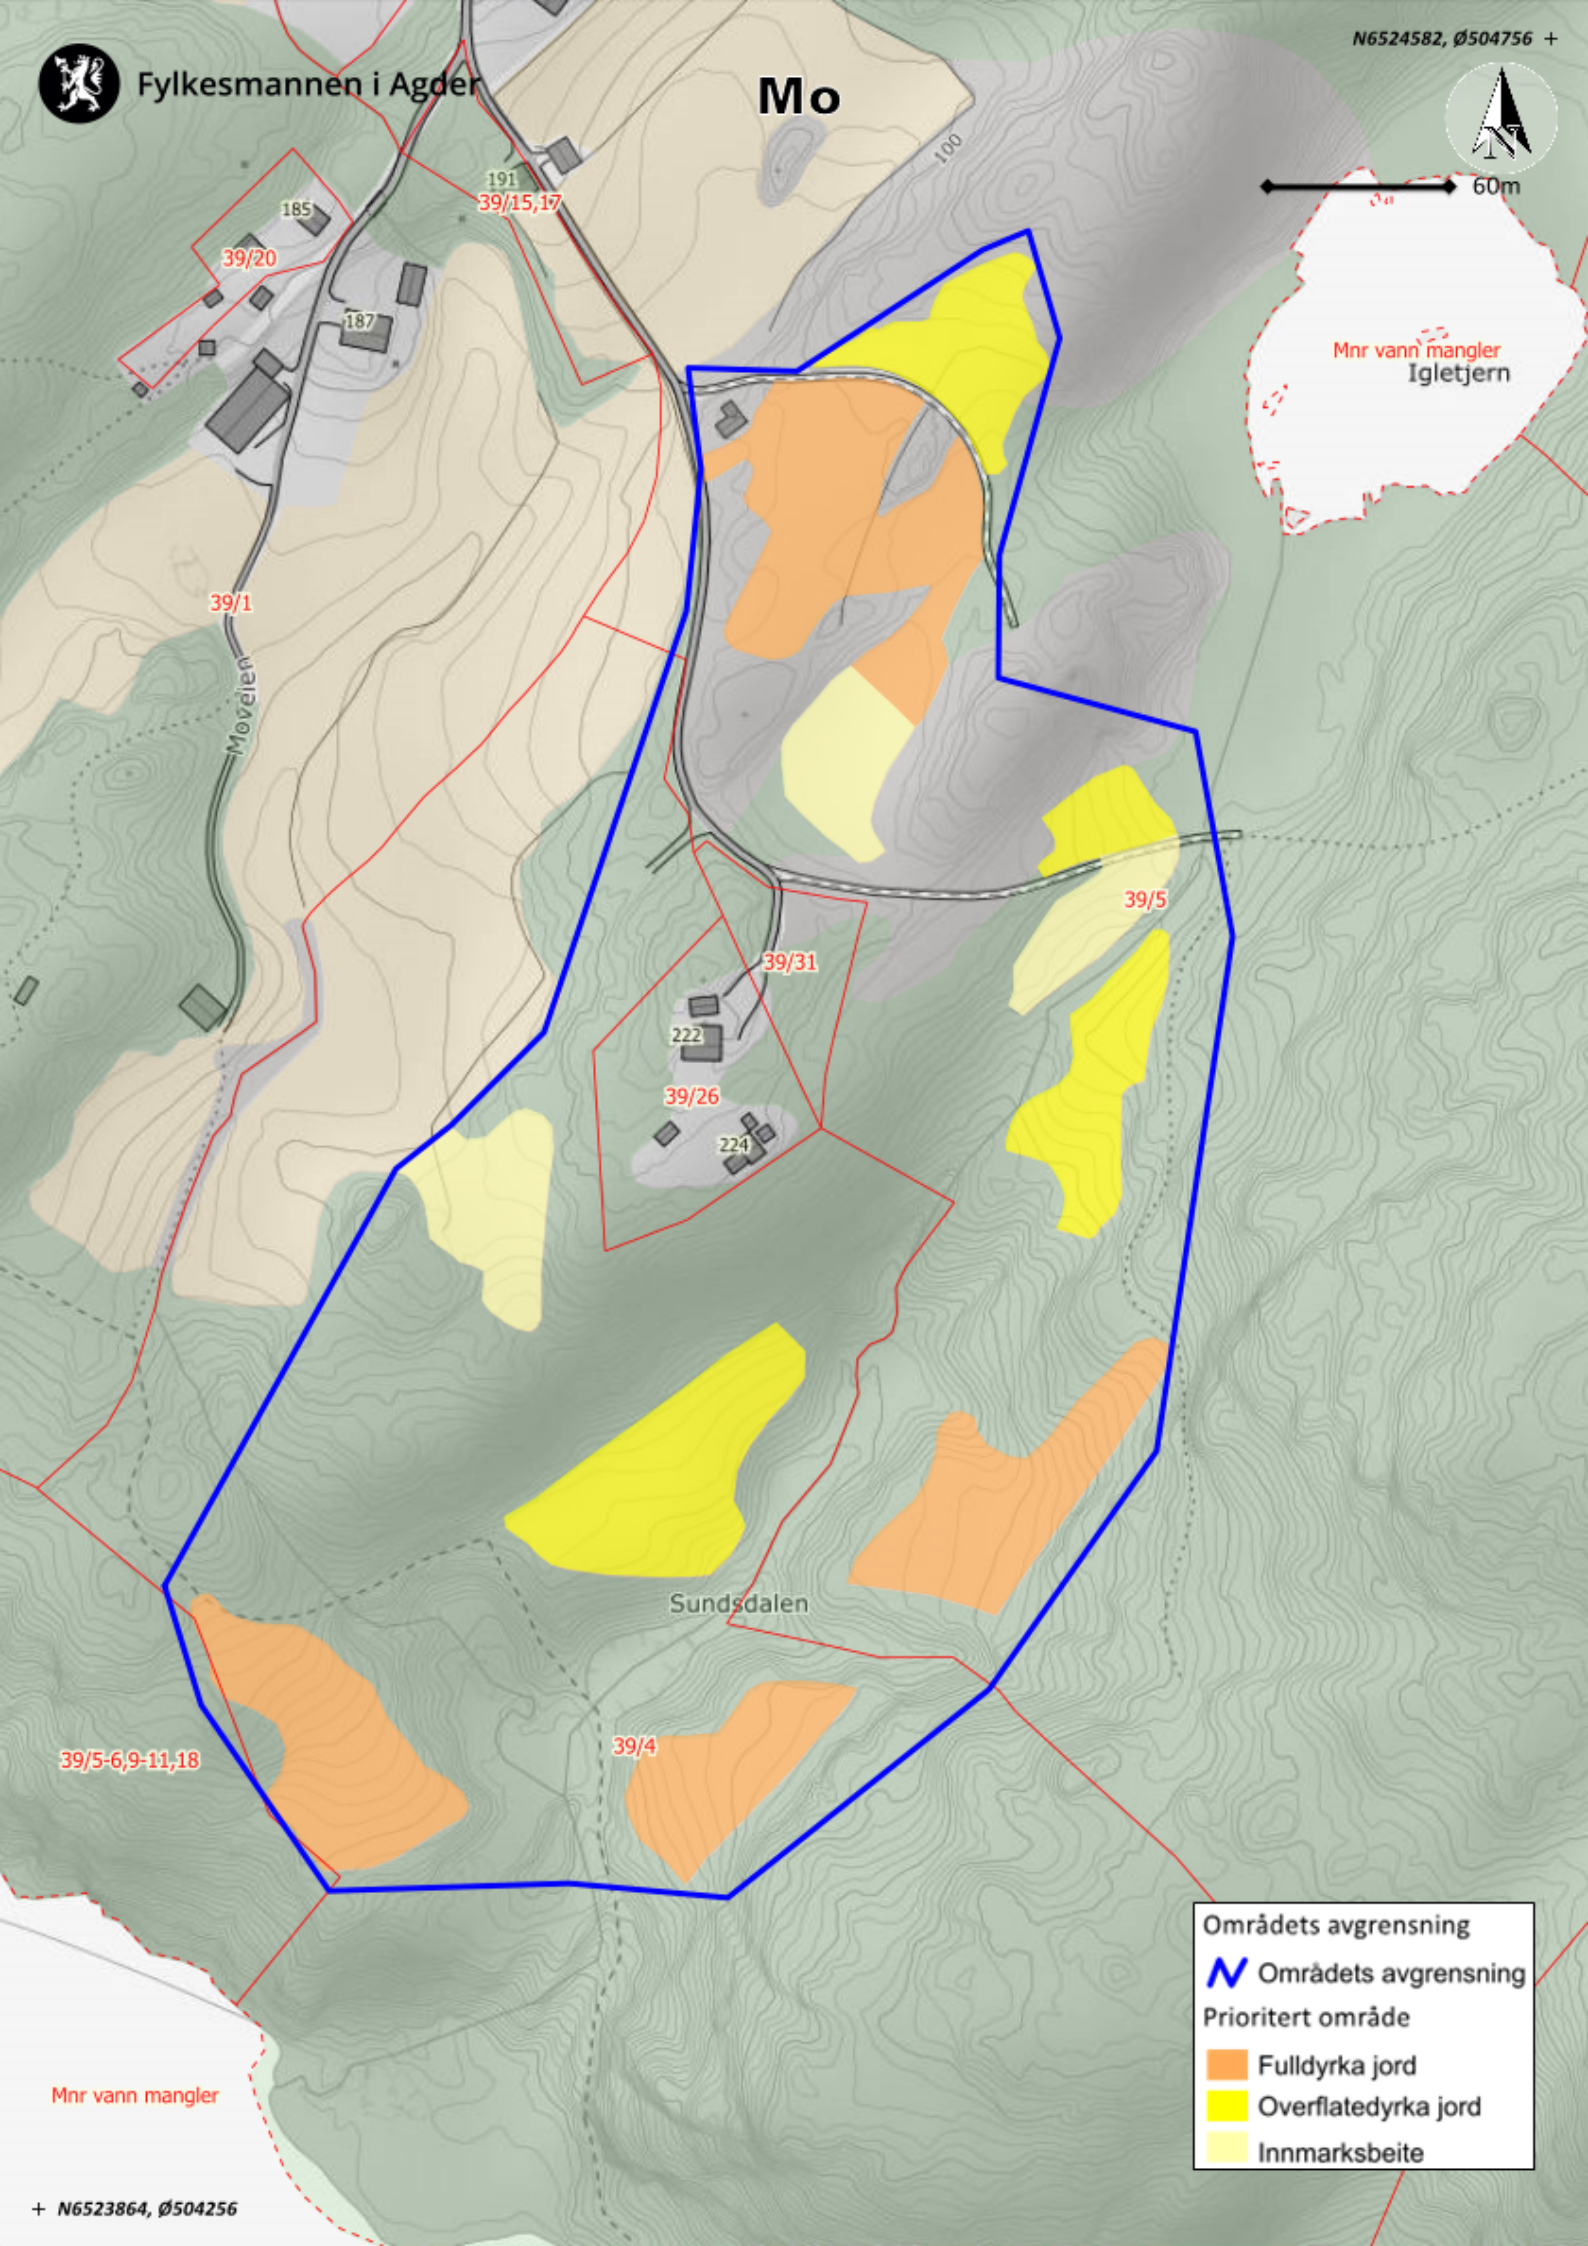 N6524582, Ø504756 +
Fylkesmannen i Agder
Mo
N
60m
100
191
39/15,17
185
39/20
187
Mnr vann mangler
Igletjern
39/1
Moveien
39/5
39/31
222
39/26
224
Sundsdalen
39/4
39/5-6,9-11,18
Mnr vann mangler
+ N6523864, Ø504256
Områdets avgrensning
Områdets avgrensning
Prioritert område
Fulldyrka jord
Overflatedyrka jord
Innmarksbeite